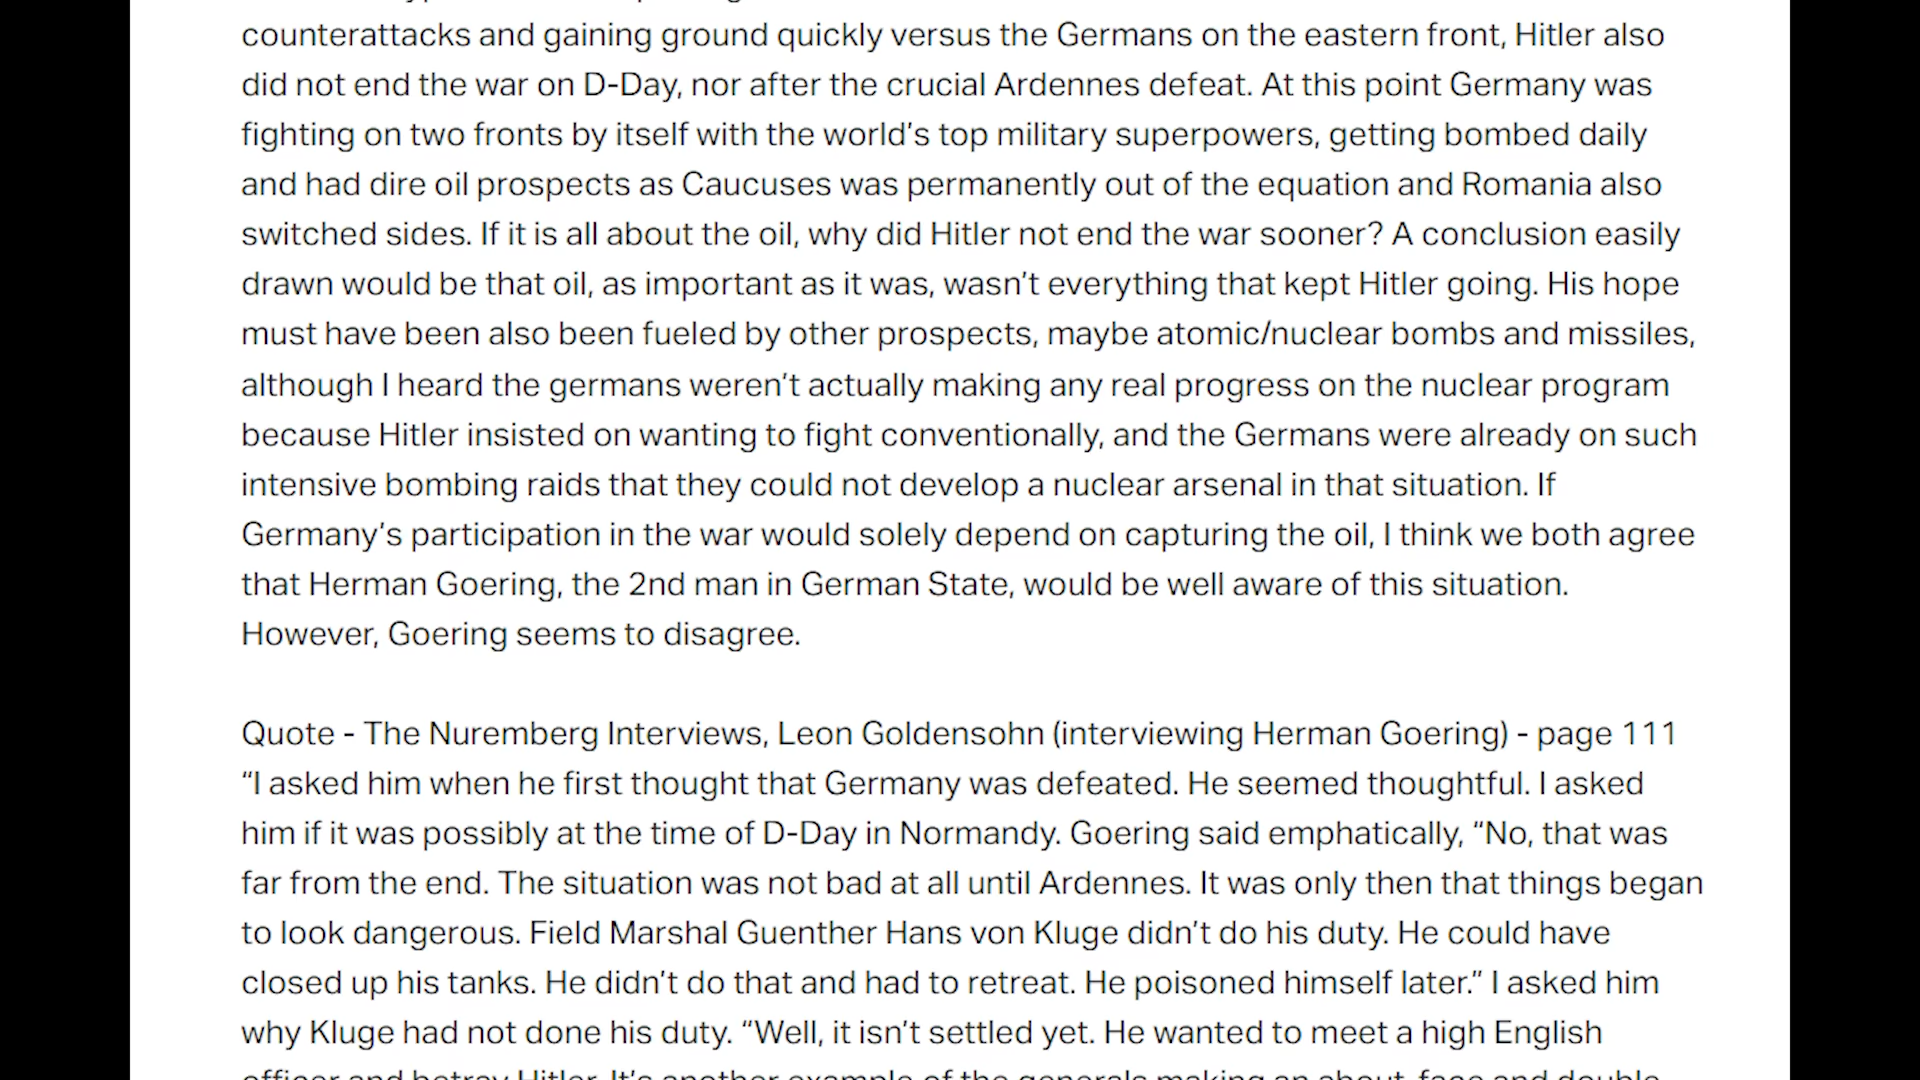 counterattacks and gaining ground quickly versus the Germans on the eastern front, Hitler also
did not end the war on D-Day, nor after the crucial Ardennes defeat. At this point Germany was
fighting on two fronts by itself with the world's top military superpowers, getting bombed daily
and had dire oil prospects as Caucuses was permanently out of the equation and Romania also
switched sides. If it is all about the oil, why did Hitler not end the war sooner? A conclusion easily
drawn would be that oil, as important as it was, wasn't everything that kept Hitler going. His hope
must have been also been fueled by other prospects, maybe atomic/nuclear bombs and missiles,
although I heard the germans weren't actually making any real progress on the nuclear program
because Hitler insisted on wanting to fight conventionally, and the Germans were already on such
intensive bombing raids that they could not develop a nuclear arsenal in that situation. If
Germany's participation in the war would solely depend on capturing the oil, I think we both agree
that Herman Goering, the 2nd man in German State, would be well aware of this situation.
However, Goering seems to disagree.
Quote - The Nuremberg Interviews, Leon Goldensohn (interviewing Herman Goering) - page 111
“I asked him when he first thought that Germany was defeated. He seemed thoughtful. I asked
him if it was possibly at the time of D-Day in Normandy. Goering said emphatically, “No, that was
far from the end. The situation was not bad at all until Ardennes. It was only then that things began
to look dangerous. Field Marshal Guenther Hans von Kluge didn't do his duty. He could have
closed up his tanks. He didn't do that and had to retreat. He poisoned himself later.” I asked him
why Kluge had not done his duty. “Well, it isn't settled yet. He wanted to meet a high English
officer and betray Hitler. It's another example of the generals making an about-face and double